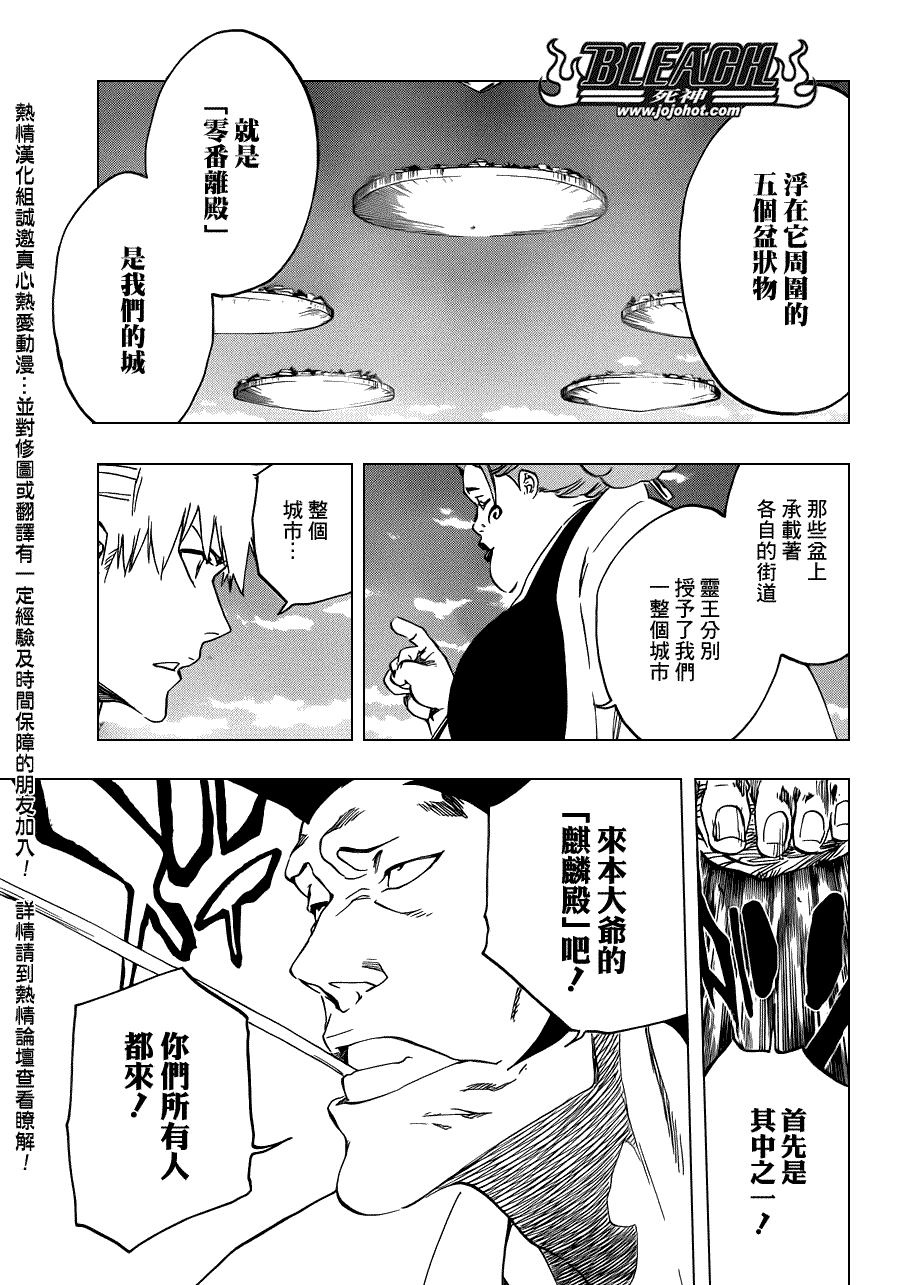 BLEACH
死神
www.jojohot.com
浮在它周圍的
五個盆狀物
就是
「零番離殿」
是我們的城
那些盆上
承載著
各自的街道
靈王分別
授予了我們
一整個城市
整個
城市…
首先是
其中之一！
來本大爺的
「麒麟殿」吧！
你們所有人
都來！
熱情漢化組誠邀真心熱愛動漫…並對修圖或翻譯有一定經驗及時間保障的朋友加入！ 詳情請到熱情論壇查看瞭解！